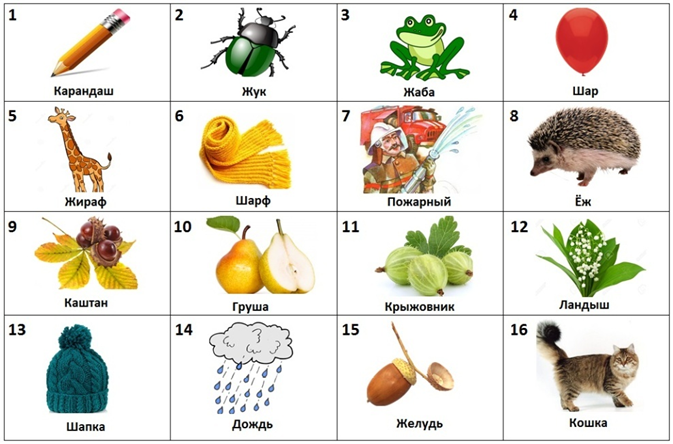 1
Карандаш
2
Жук
3
Жаба
4
Шар
5
Жираф
6
Шарф
7
Пожарный
8
Ёж
9
Каштан
10
Груша
11
Крыжовник
12
Ландыш
13
Шапка
14
Дождь
15
Желудь
16
Кошка